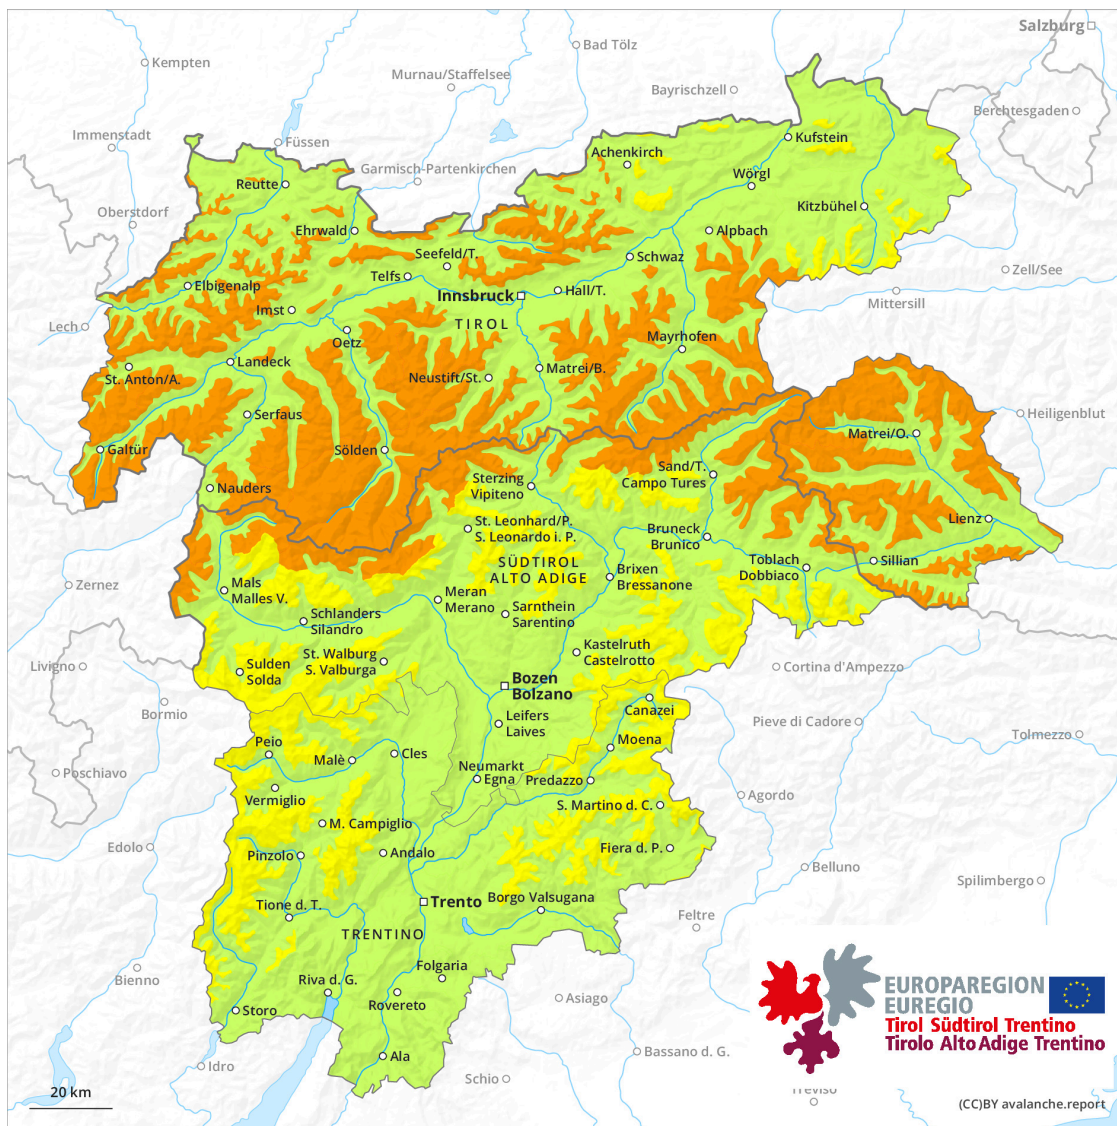 Salzburg
Bad Tölz
Kempten
Murnau/Staffelsee
Bayrischzell
Berchtesgaden
Immenstadt
Füssen
Kufstein
Achenkirch
Garmisch-Partenkirchen
Wörgl
Reutte
Kitzbühel
Oberstdorf
Ehrwald
Alpbach
Seefeld/T.
Schwaz
Zell/See
Telfs
Elbigenalp
Innsbruck
Hall/T.
Mittersill
Imst
TIROL
Lech
Oetz
Mayrhofen
Landeck
Matrei/B.
St. Anton/A.
Neustift/St.
Serfaus
Heiligenblut
Matrei/O.
Galtür
Sölden
Sand/T.
Campo Tures
Sterzing
Vipiteno
Nauders
St. Leonhard/P.
S. Leonardo i. P.
Lienz
Bruneck
Brunico
SÜDTIROL
ALTO ADIGE
Toblach
Dobbiaco
Sillian
Brixen
Bressanone
Zernez
Mals
Malles V.
Meran
Merano
Sarnthein
Sarentino
Schlanders
Silandro
Kastelruth
Castelrotto
St. Walburg
S. Valburga
Livigno
Sulden
Solda
Cortina d'Ampezzo
Bozen
Bolzano
Bormio
Canazei
Leifers
Laives
Pieve di Cadore
Tolmezzo
Peio
Moena
Malè
Cles
Poschiavo
Neumarkt
Egna
Predazzo
Vermiglio
Agordo
S. Martino d. C.
M. Campiglio
Edolo
Pinzolo
Andalo
Fiera d. P.
Belluno
Spilimbergo
Tione d. T.
Trento
Borgo Valsugana
Feltre
TRENTINO
Folgaria
Bienno
Riva d. G.
Rovereto
Asiago
Storo
EUROPAREGION
EUREGIO
Tirol Südtirol Trentino
Tirolo Alto Adige Trentino
Ala
Bassano d. G.
Idro
Schio
20 km
Treviso
(CC)BY avalanche.report